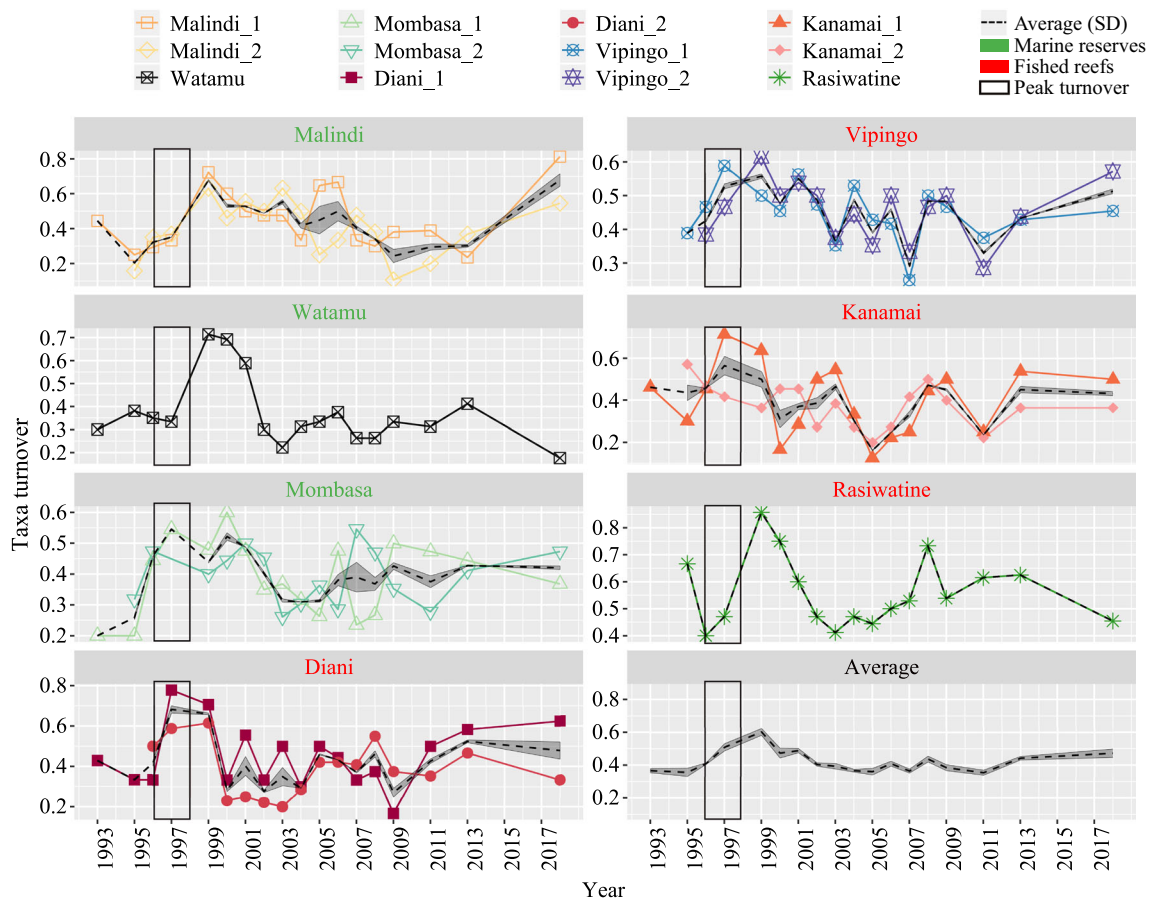 Malindi_1 Mombasa_1 Diani_2 Kanamai_1 Average (SD)
Malindi_2 Mombasa_2 Vipingo_1 Kanamai_2 Marine reserves
Watamu Diani_1 Vipingo_2 Rasiwatine Fished reefs
Peak turnover
Malindi Vipingo
0.8 0.6
0.6 0.5
0.4 0.4
0.2 0.3
Watamu Kanamai
0.7
0.6 0.6
0.5
0.4 0.4
0.3
0.2 0.2
Mombasa Rasiwatine
0.6 0.8
0.5 0.7
0.4 0.6
0.3 0.5
0.2 0.4
Diani Average
0.8 0.8
0.6 0.6
0.4 0.4
0.2 0.2
Taxa turnover
1993 1995 1997 1999 2001 2003 2005 2007 2009 2011 2013 2015 2017 1993 1995 1997 1999 2001 2003 2005 2007 2009 2011 2013 2015 2017
Year